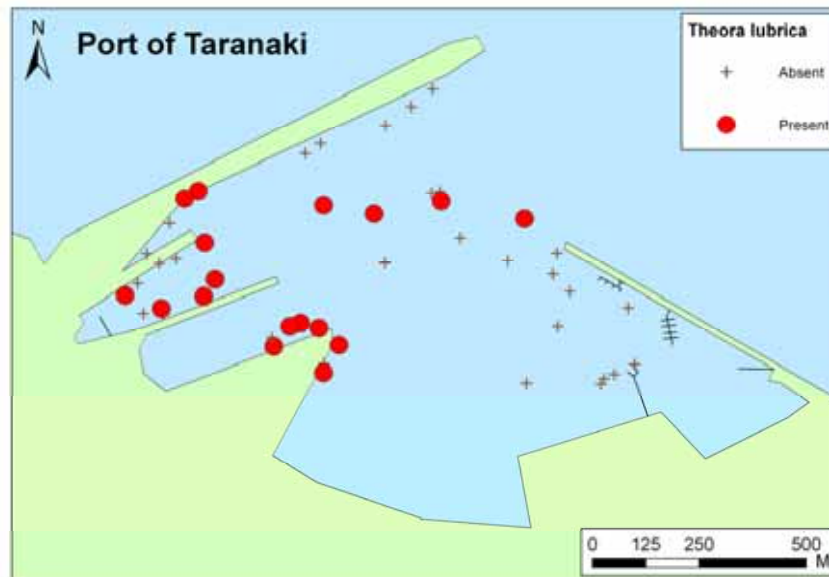 N
Port of Taranaki
Theora lubrica
Absent
Present
0 125 250 500
M